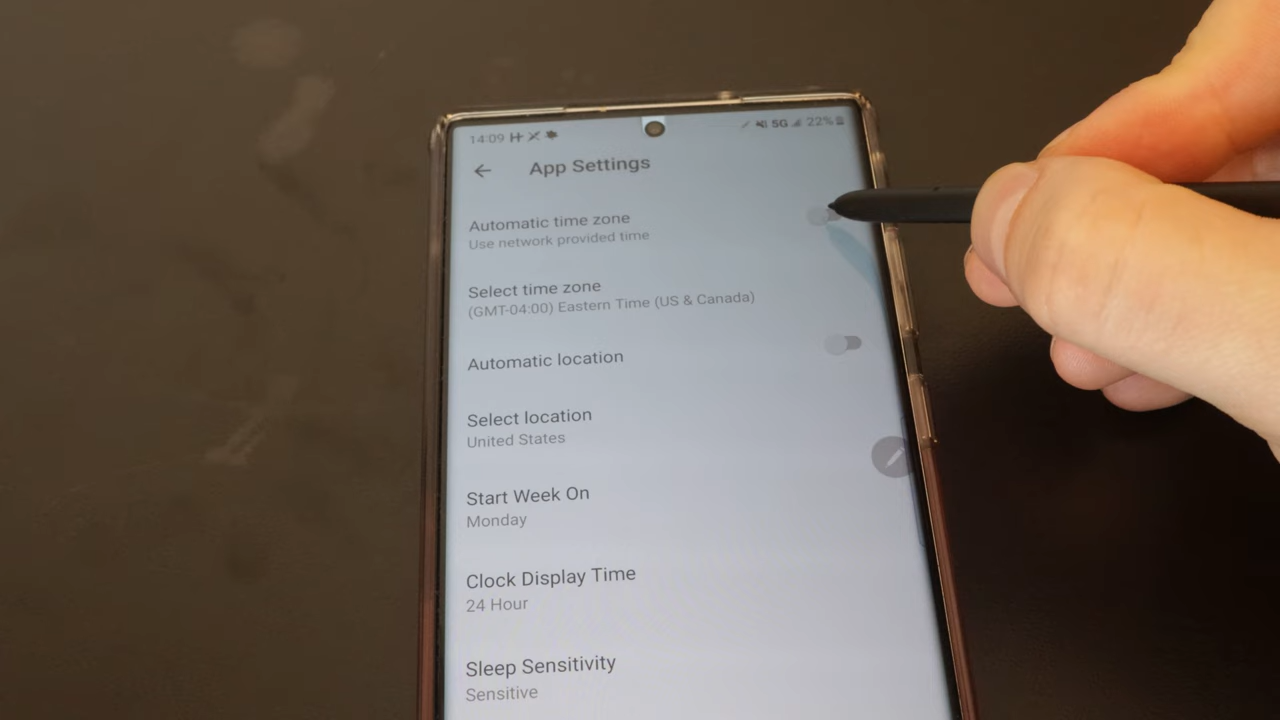 14:09
5G 22%
App Settings
Automatic time zone
Use network provided time
Select time zone
(GMT-04:00) Eastern Time (US & Canada)
Automatic location
Select location
United States
Start Week On
Monday
Clock Display Time
24 Hour
Sleep Sensitivity
Sensitive